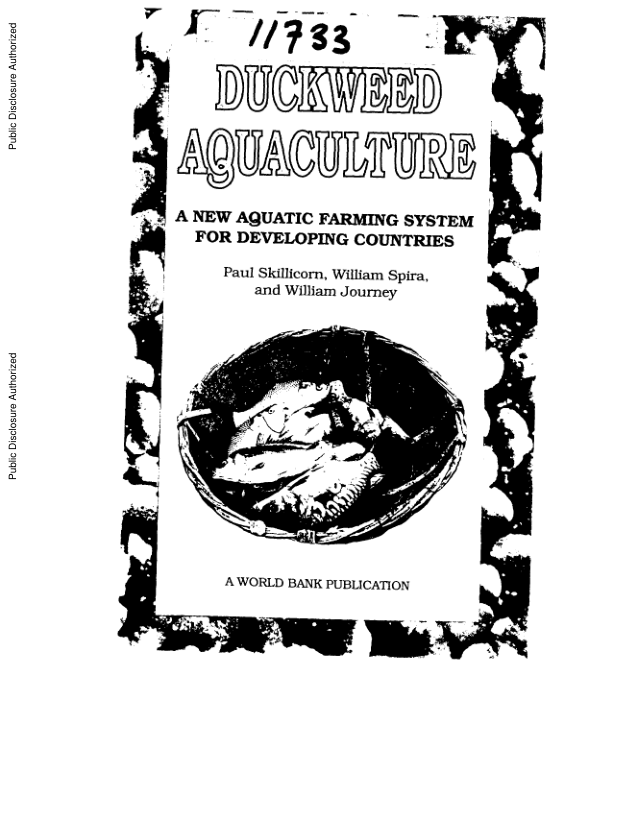 Public Disclosure Authorized
Public Disclosure Authorized
11733
DUCKWEED
AQUACULTURE
A NEW AQUATIC FARMING SYSTEM
FOR DEVELOPING COUNTRIES
Paul Skillicorn, William Spira,
and William Journey
A WORLD BANK PUBLICATION